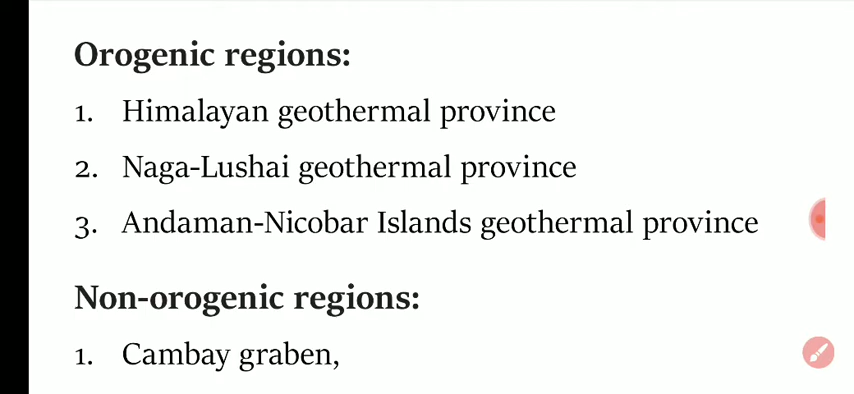 Orogenic regions:
1. Himalayan geothermal province
2. Naga-Lushai geothermal province
3. Andaman-Nicobar Islands geothermal province
Non-orogenic regions:
1. Cambay graben,